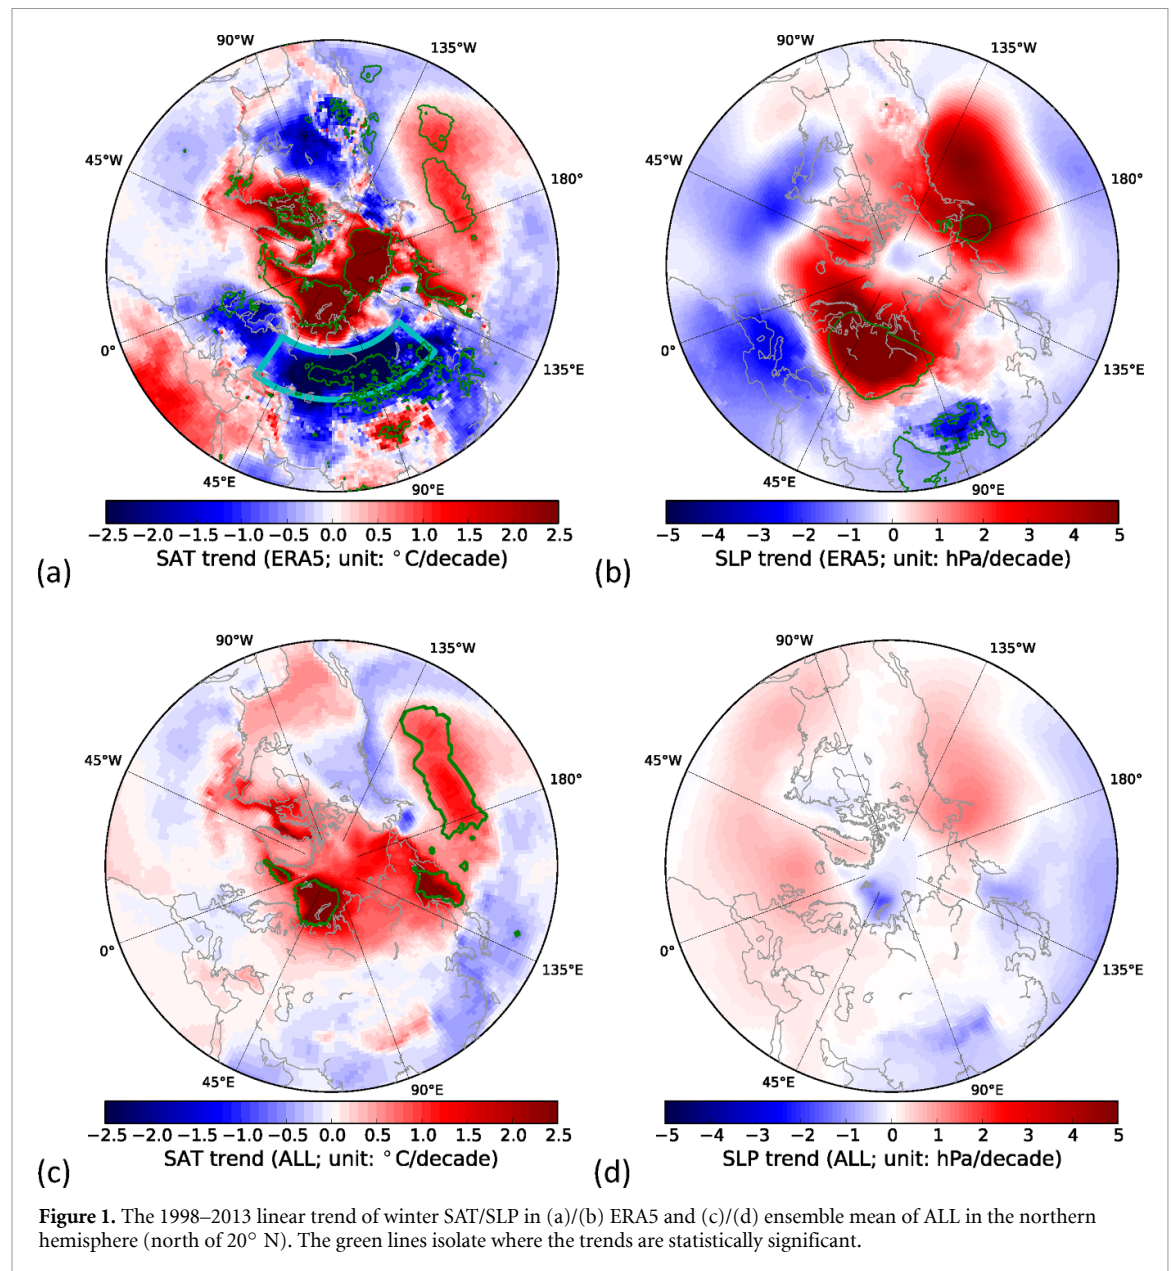 90°W
135°W
45°W
180°
0°
135°E
45°E
90°E
−2.5 −2.0 −1.5 −1.0 −0.5 0.0 0.5 1.0 1.5 2.0 2.5
SAT trend (ERA5; unit: °C/decade)
(a)
90°W
135°W
45°W
180°
0°
135°E
45°E
90°E
−5 −4 −3 −2 −1 0 1 2 3 4 5
SLP trend (ERA5; unit: hPa/decade)
(b)
90°W
135°W
45°W
180°
0°
135°E
45°E
90°E
−2.5 −2.0 −1.5 −1.0 −0.5 0.0 0.5 1.0 1.5 2.0 2.5
SAT trend (ALL; unit: °C/decade)
(c)
90°W
135°W
45°W
180°
0°
135°E
45°E
90°E
−5 −4 −3 −2 −1 0 1 2 3 4 5
SLP trend (ALL; unit: hPa/decade)
(d)
Figure 1. The 1998–2013 linear trend of winter SAT/SLP in (a)/(b) ERA5 and (c)/(d) ensemble mean of ALL in the northern
hemisphere (north of 20° N). The green lines isolate where the trends are statistically significant.